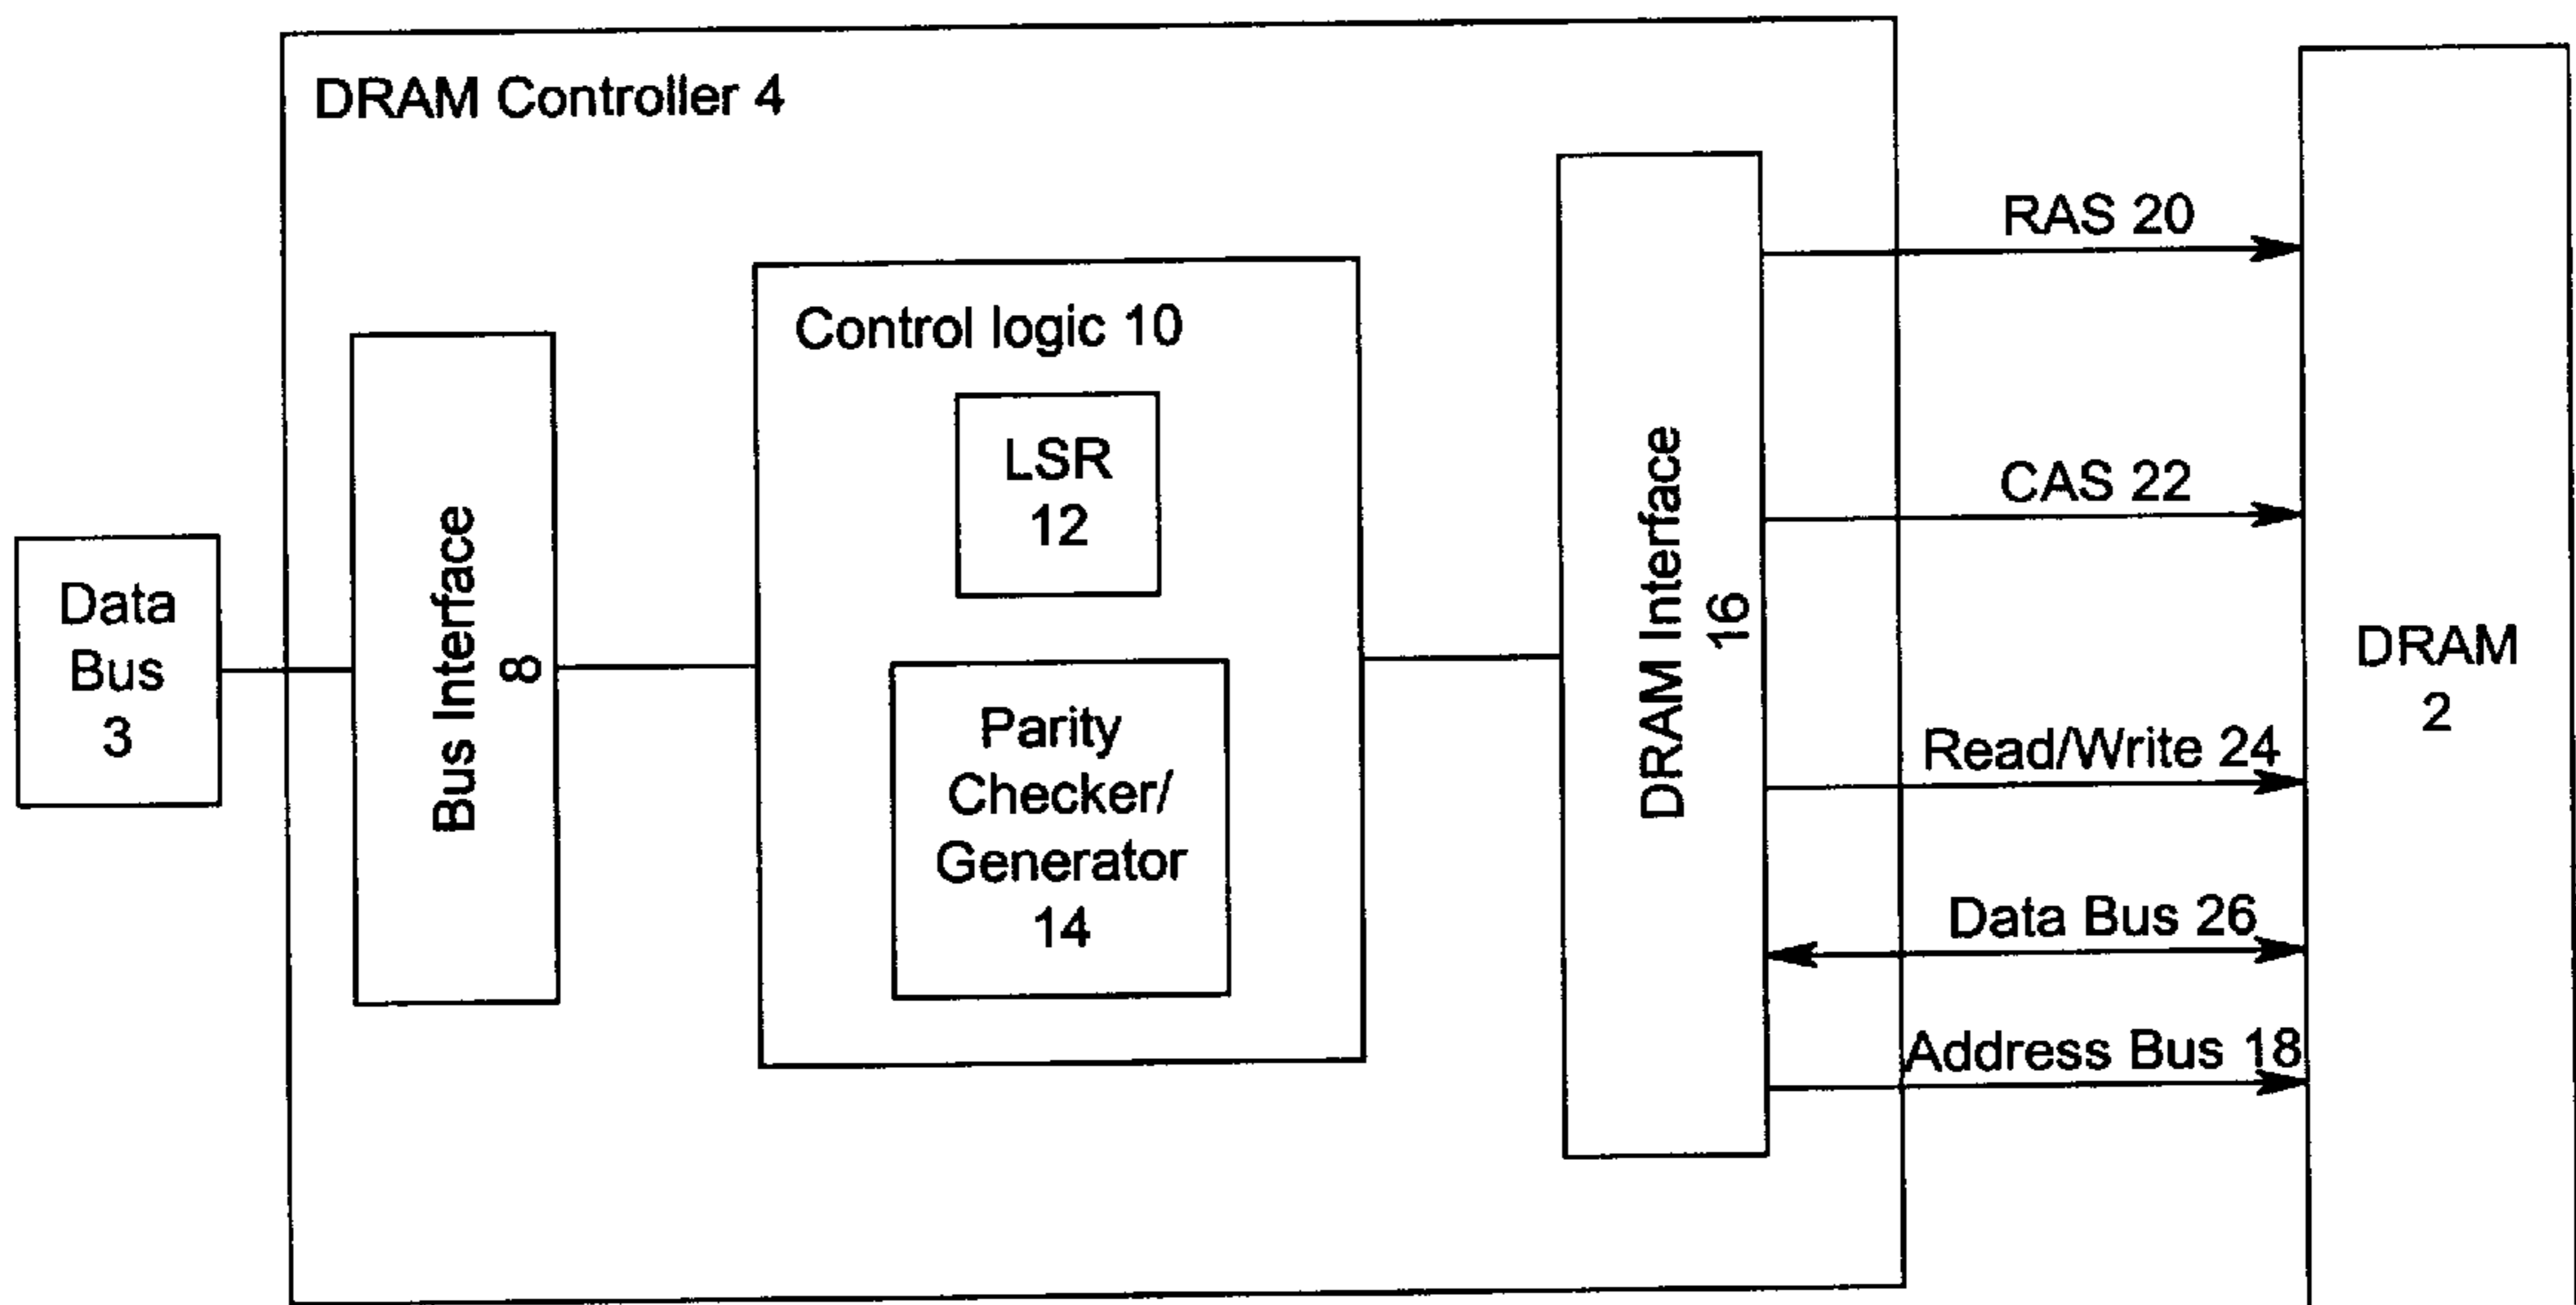 DRAM Controller 4
Data
Bus
3
Bus Interface
8
Control logic 10
LSR
12
Parity
Checker/
Generator
14
DRAM Interface
16
RAS 20
CAS 22
Read/Write 24
Data Bus 26
Address Bus 18
DRAM
2